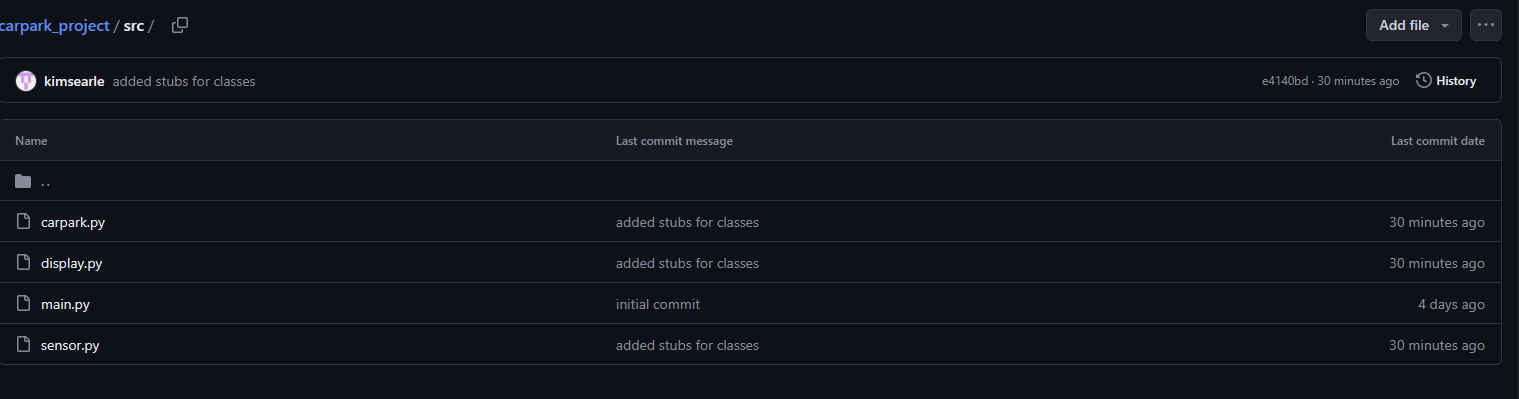 carpark_project / src / Add file ...
kimsearle added stubs for classes e4140bd · 30 minutes ago History
Name Last commit message Last commit date
..
carpark.py added stubs for classes 30 minutes ago
display.py added stubs for classes 30 minutes ago
main.py initial commit 4 days ago
sensor.py added stubs for classes 30 minutes ago